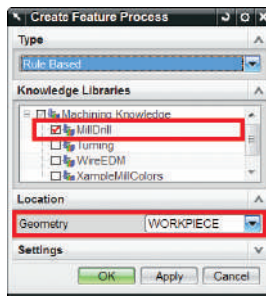 Create Feature Process
Type
Rule Based
Knowledge Libraries
Machining Knowledge
MillDrill
Turning
WireEDM
XampleMillColors
Location
Geometry WORKPIECE
Settings
OK Apply Cancel